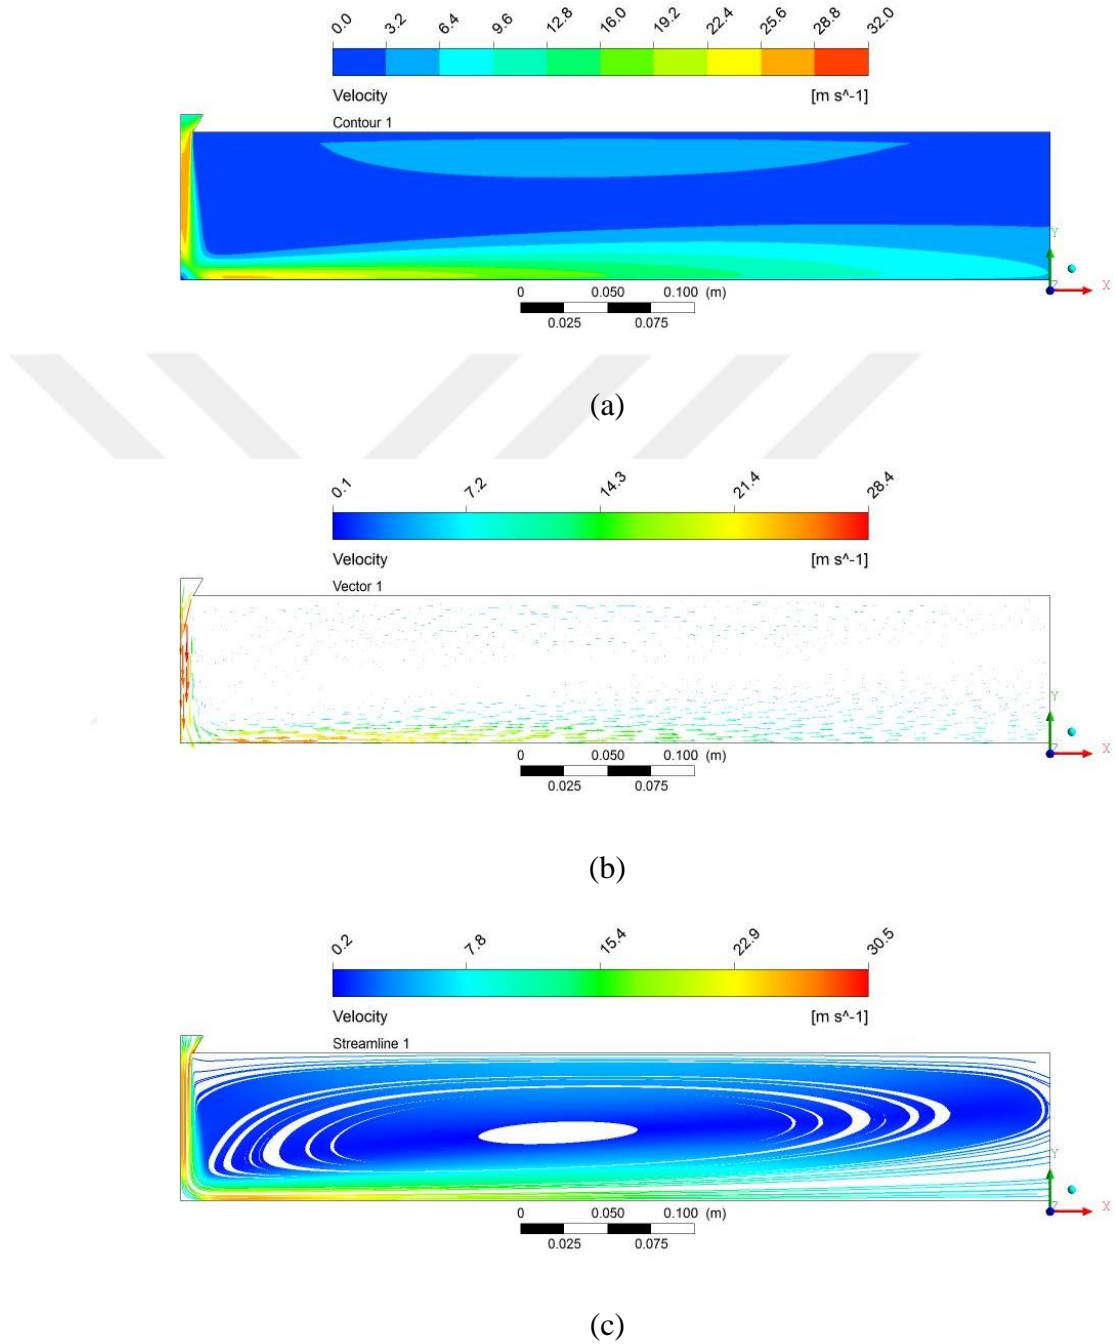 0.0 3.2 6.4 9.6 12.8 16.0 19.2 22.4 25.6 28.8 32.0
Velocity [m s^-1]
Contour 1
Y
Z X
0 0.050 0.100 (m)
0.025 0.075
(a)
0.1 7.2 14.3 21.4 28.4
Velocity [m s^-1]
Vector 1
Y
Z X
0 0.050 0.100 (m)
0.025 0.075
(b)
0.2 7.8 15.4 22.9 30.5
Velocity [m s^-1]
Streamline 1
Y
Z X
0 0.050 0.100 (m)
0.025 0.075
(c)